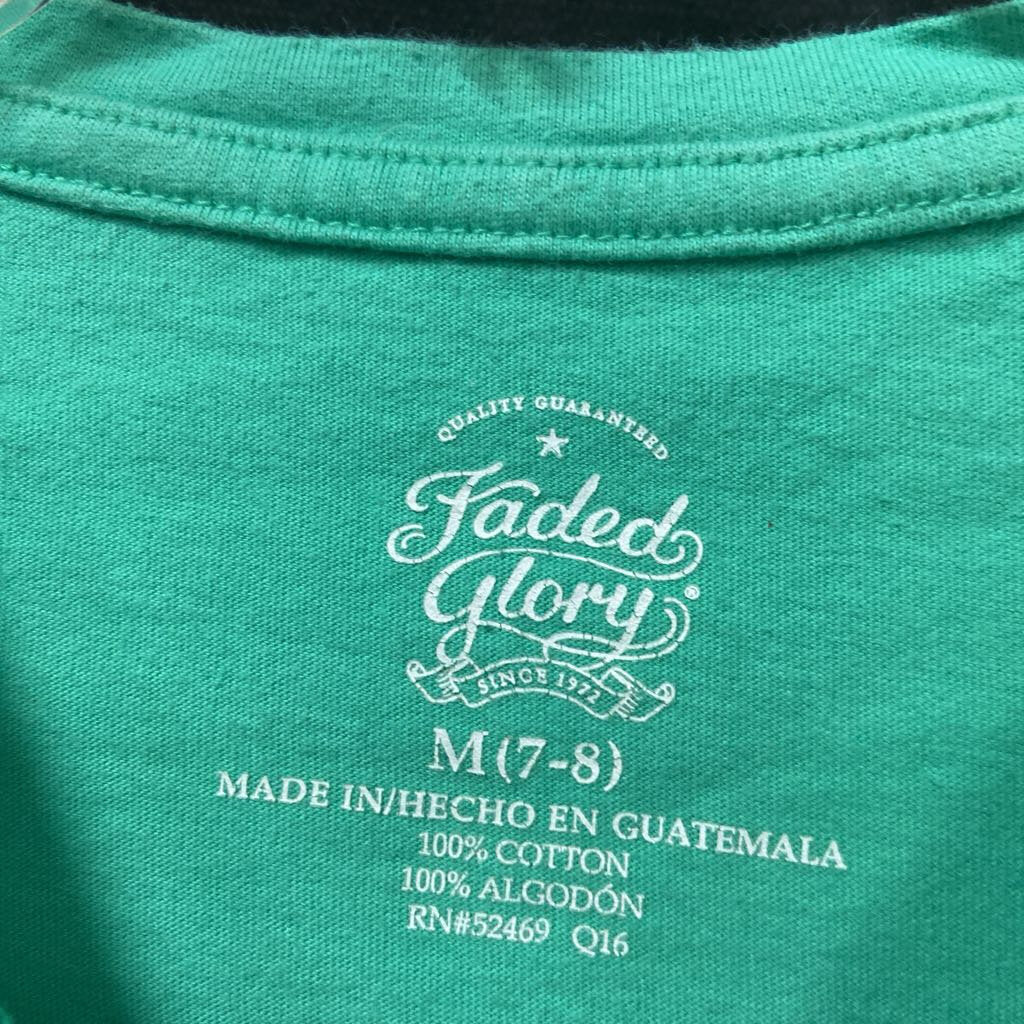 QUALITY GUARANTEED
Faded
Glory®
SINCE 1972
M(7-8)
MADE IN/HECHO EN GUATEMALA
100% COTTON
100% ALGODÓN
RN#52469 Q16